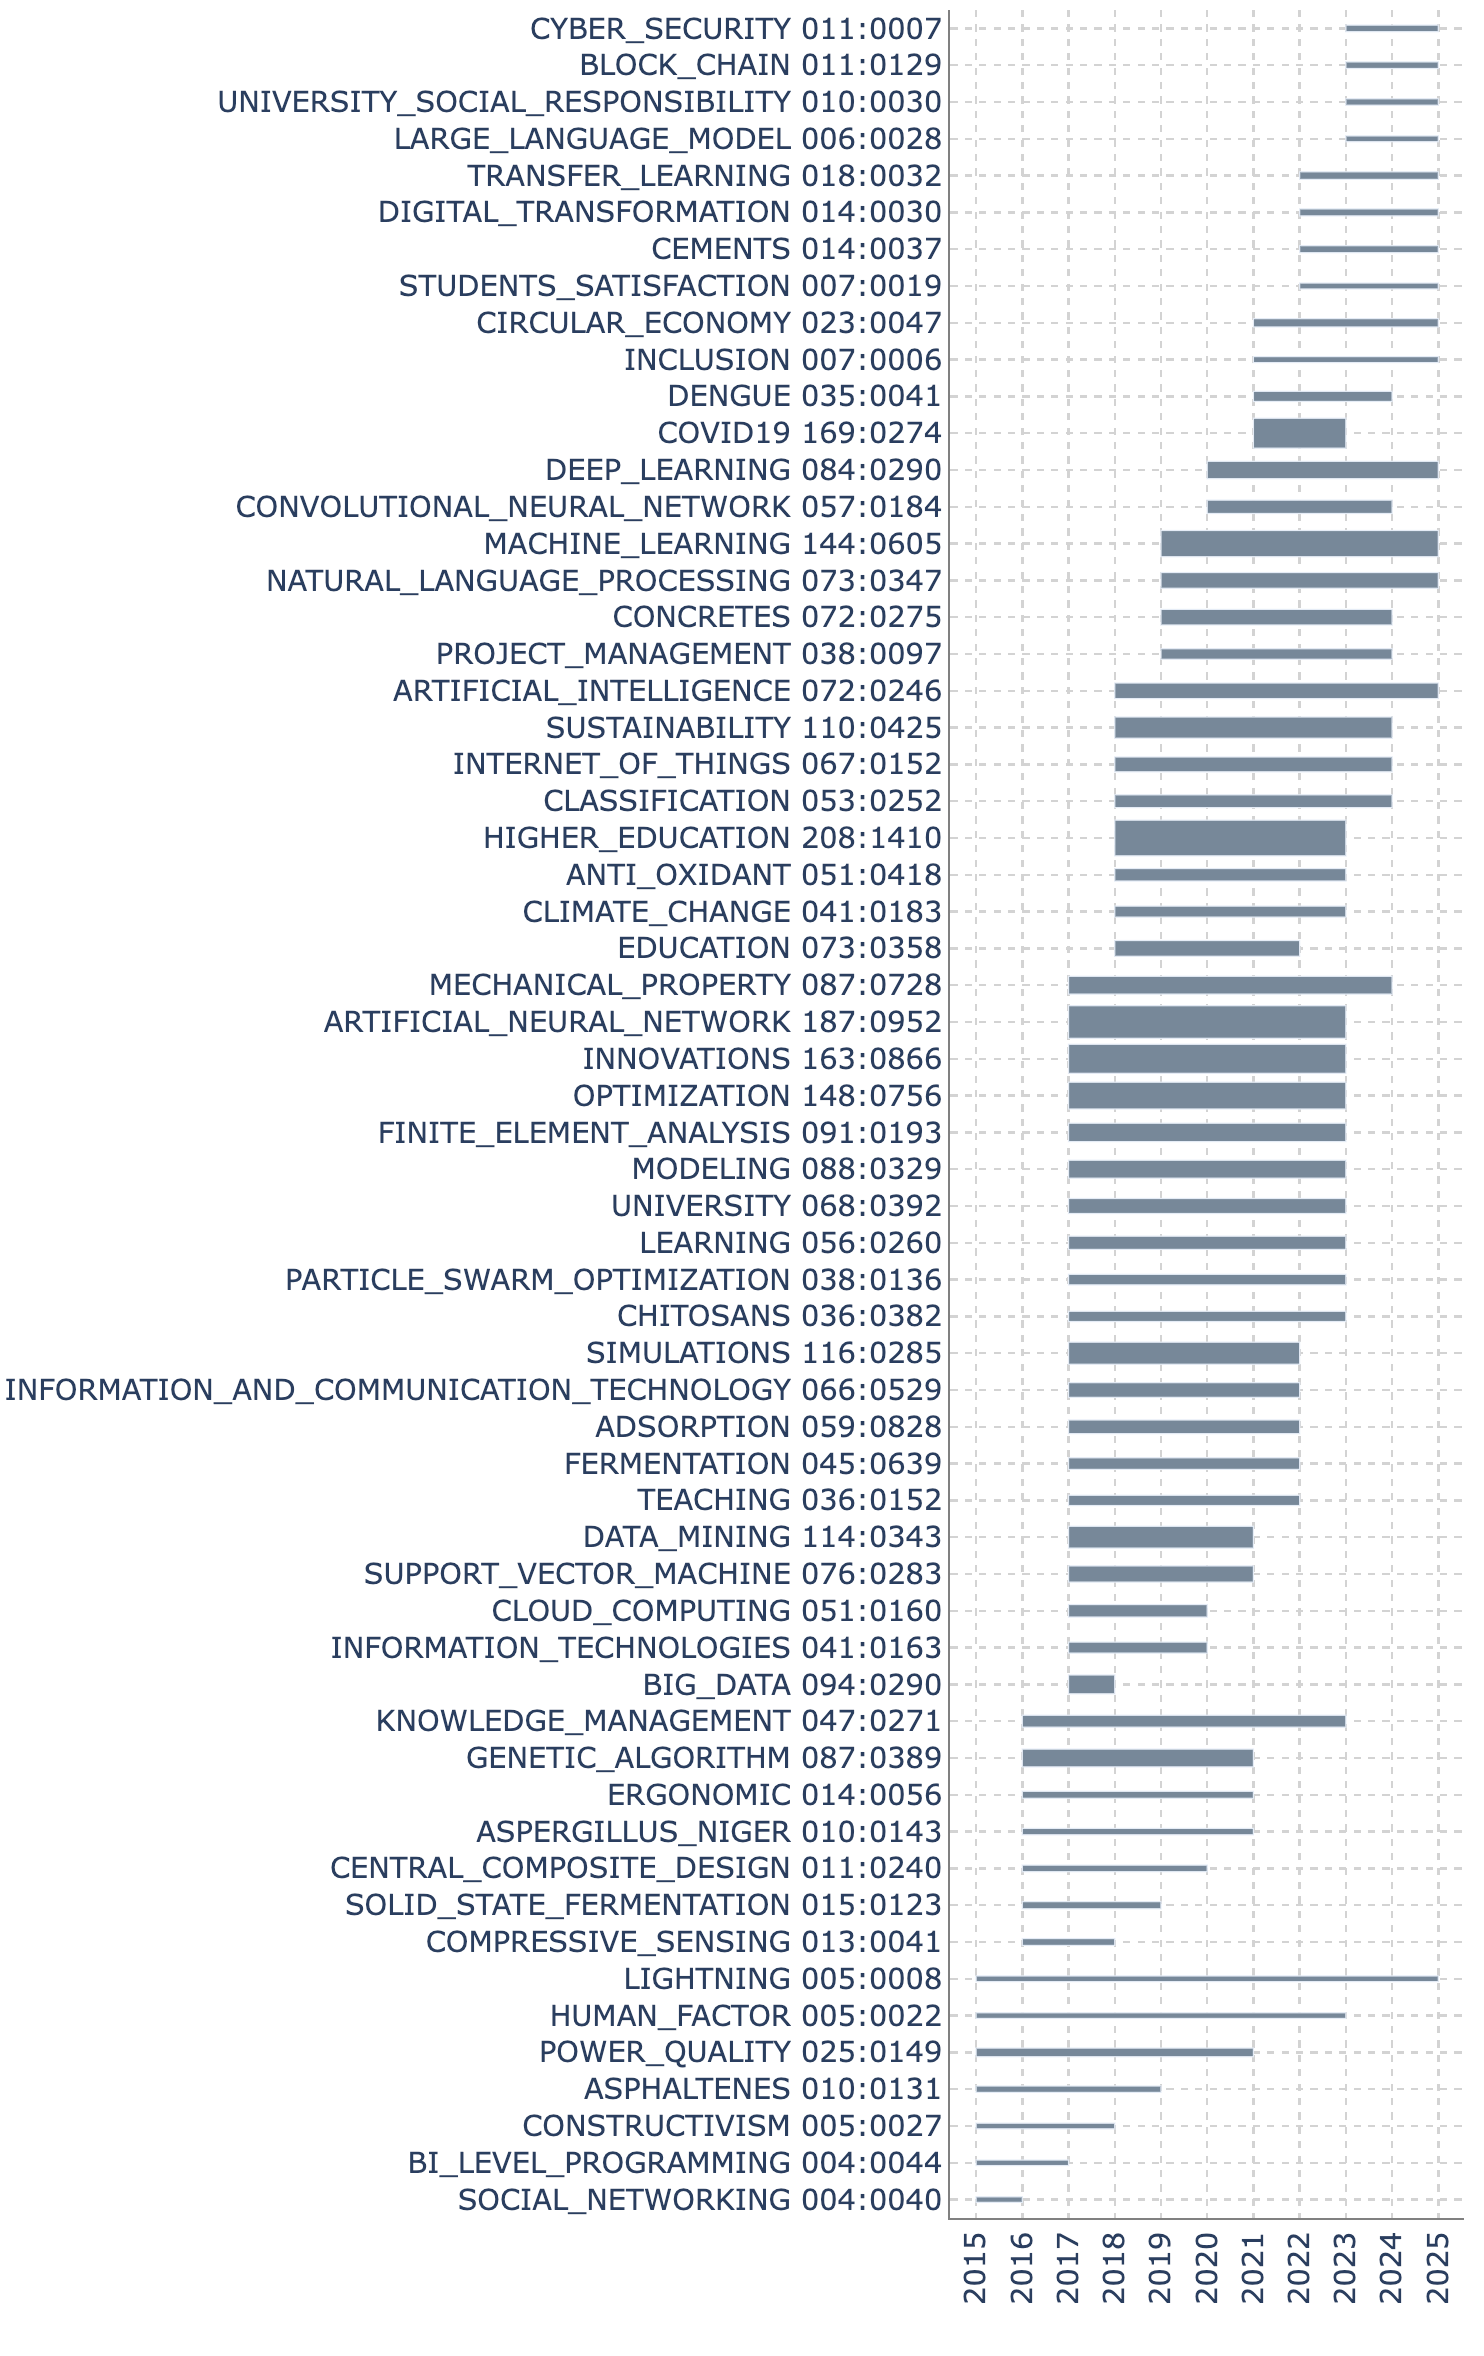 CYBER_SECURITY 011:0007
BLOCK_CHAIN 011:0129
UNIVERSITY_SOCIAL_RESPONSIBILITY 010:0030
LARGE_LANGUAGE_MODEL 006:0028
TRANSFER_LEARNING 018:0032
DIGITAL_TRANSFORMATION 014:0030
CEMENTS 014:0037
STUDENTS_SATISFACTION 007:0019
CIRCULAR_ECONOMY 023:0047
INCLUSION 007:0006
DENGUE 035:0041
COVID19 169:0274
DEEP_LEARNING 084:0290
CONVOLUTIONAL_NEURAL_NETWORK 057:0184
MACHINE_LEARNING 144:0605
NATURAL_LANGUAGE_PROCESSING 073:0347
CONCRETES 072:0275
PROJECT_MANAGEMENT 038:0097
ARTIFICIAL_INTELLIGENCE 072:0246
SUSTAINABILITY 110:0425
INTERNET_OF_THINGS 067:0152
CLASSIFICATION 053:0252
HIGHER_EDUCATION 208:1410
ANTI_OXIDANT 051:0418
CLIMATE_CHANGE 041:0183
EDUCATION 073:0358
MECHANICAL_PROPERTY 087:0728
ARTIFICIAL_NEURAL_NETWORK 187:0952
INNOVATIONS 163:0866
OPTIMIZATION 148:0756
FINITE_ELEMENT_ANALYSIS 091:0193
MODELING 088:0329
UNIVERSITY 068:0392
LEARNING 056:0260
PARTICLE_SWARM_OPTIMIZATION 038:0136
CHITOSANS 036:0382
SIMULATIONS 116:0285
INFORMATION_AND_COMMUNICATION_TECHNOLOGY 066:0529
ADSORPTION 059:0828
FERMENTATION 045:0639
TEACHING 036:0152
DATA_MINING 114:0343
SUPPORT_VECTOR_MACHINE 076:0283
CLOUD_COMPUTING 051:0160
INFORMATION_TECHNOLOGIES 041:0163
BIG_DATA 094:0290
KNOWLEDGE_MANAGEMENT 047:0271
GENETIC_ALGORITHM 087:0389
ERGONOMIC 014:0056
ASPERGILLUS_NIGER 010:0143
CENTRAL_COMPOSITE_DESIGN 011:0240
SOLID_STATE_FERMENTATION 015:0123
COMPRESSIVE_SENSING 013:0041
LIGHTNING 005:0008
HUMAN_FACTOR 005:0022
POWER_QUALITY 025:0149
ASPHALTENES 010:0131
CONSTRUCTIVISM 005:0027
BI_LEVEL_PROGRAMMING 004:0044
SOCIAL_NETWORKING 004:0040
2015 2016 2017 2018 2019 2020 2021 2022 2023 2024 2025